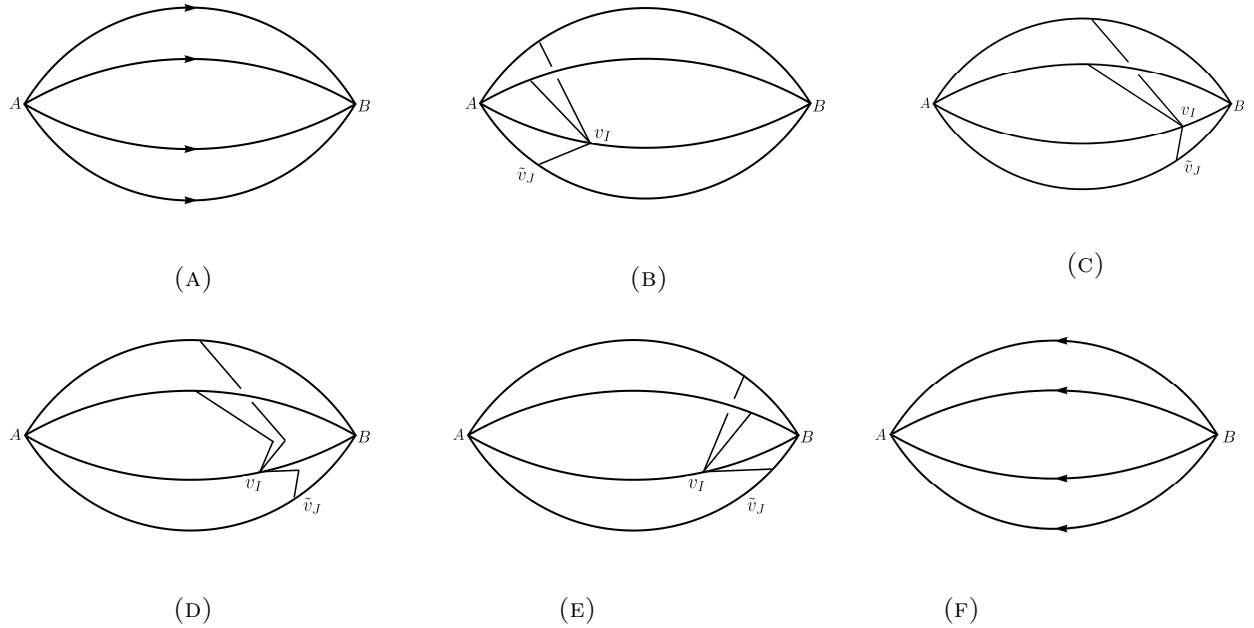 A B
A B v_I ṽ_J
A B v_I ṽ_J
(A) (B) (C)
A B v_I ṽ_J
A B v_I ṽ_J
A B
(D) (E) (F)